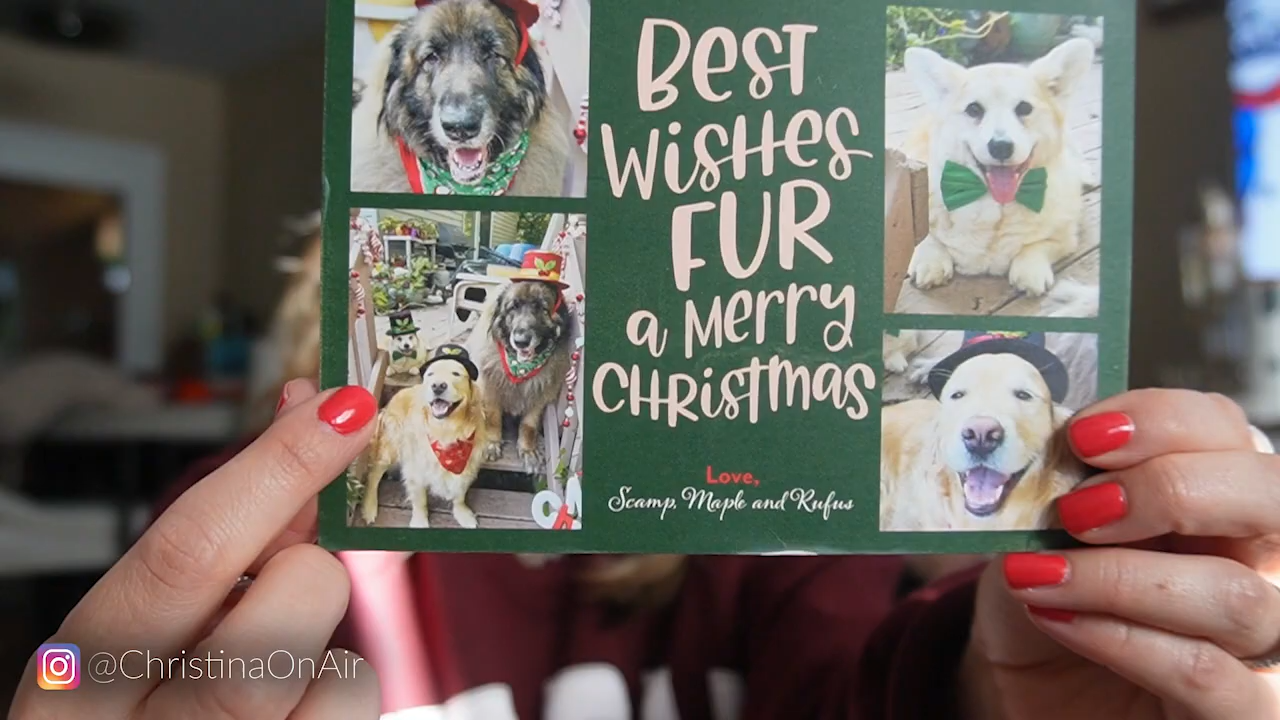 Best
Wishes
FUR
a Merry
Christmas
Love,
Scamp, Maple and Rufus
@ChristinaOnAir